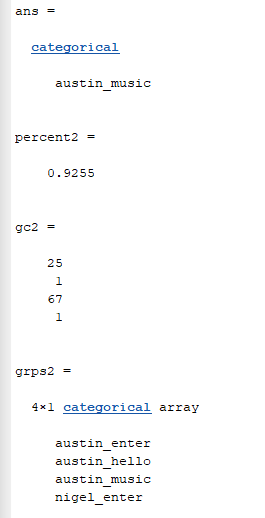 ans =
categorical
austin_music
percent2 =
0.9255
gc2 =
25
1
67
1
grps2 =
4×1 categorical array
austin_enter
austin_hello
austin_music
nigel_enter